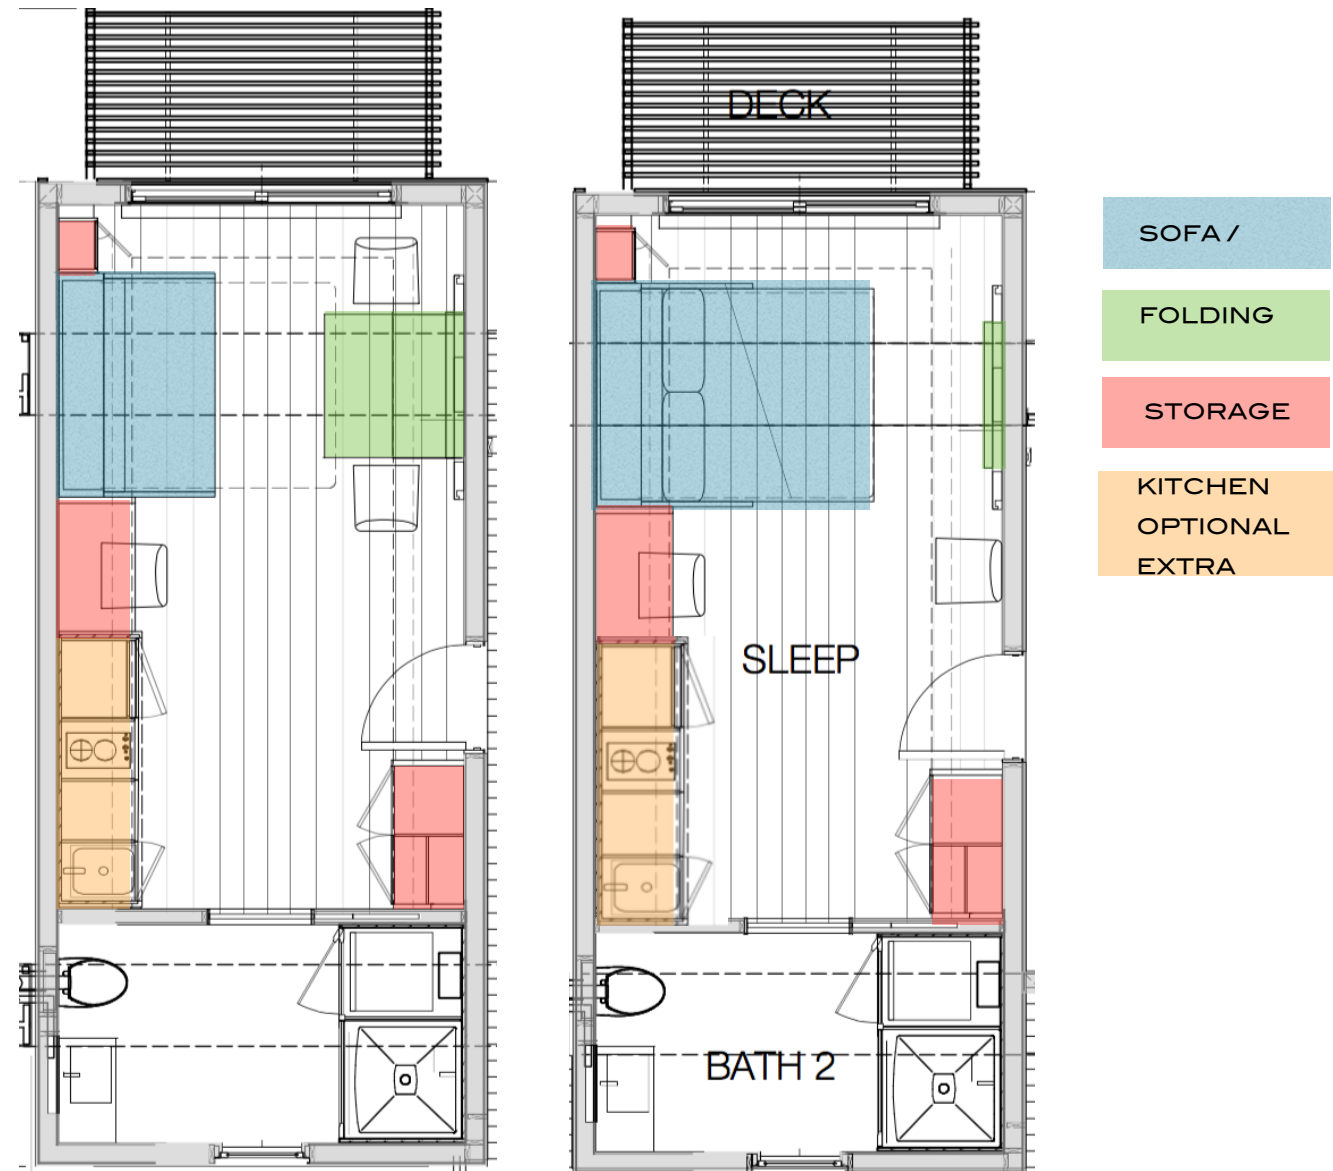 DECK
SLEEP
BATH 2
SOFA /
FOLDING
STORAGE
KITCHEN
OPTIONAL
EXTRA